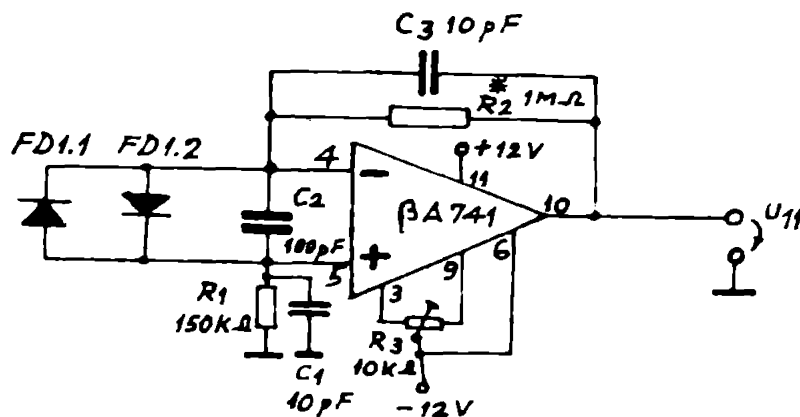 C3 10pF
*
R2 1MΩ
FD1.1 FD1.2
4
+12V
11
C2
100pF
βA741
10
U11
5
3
9
6
R1
150KΩ
C1
10pF
R3
10KΩ
-12V